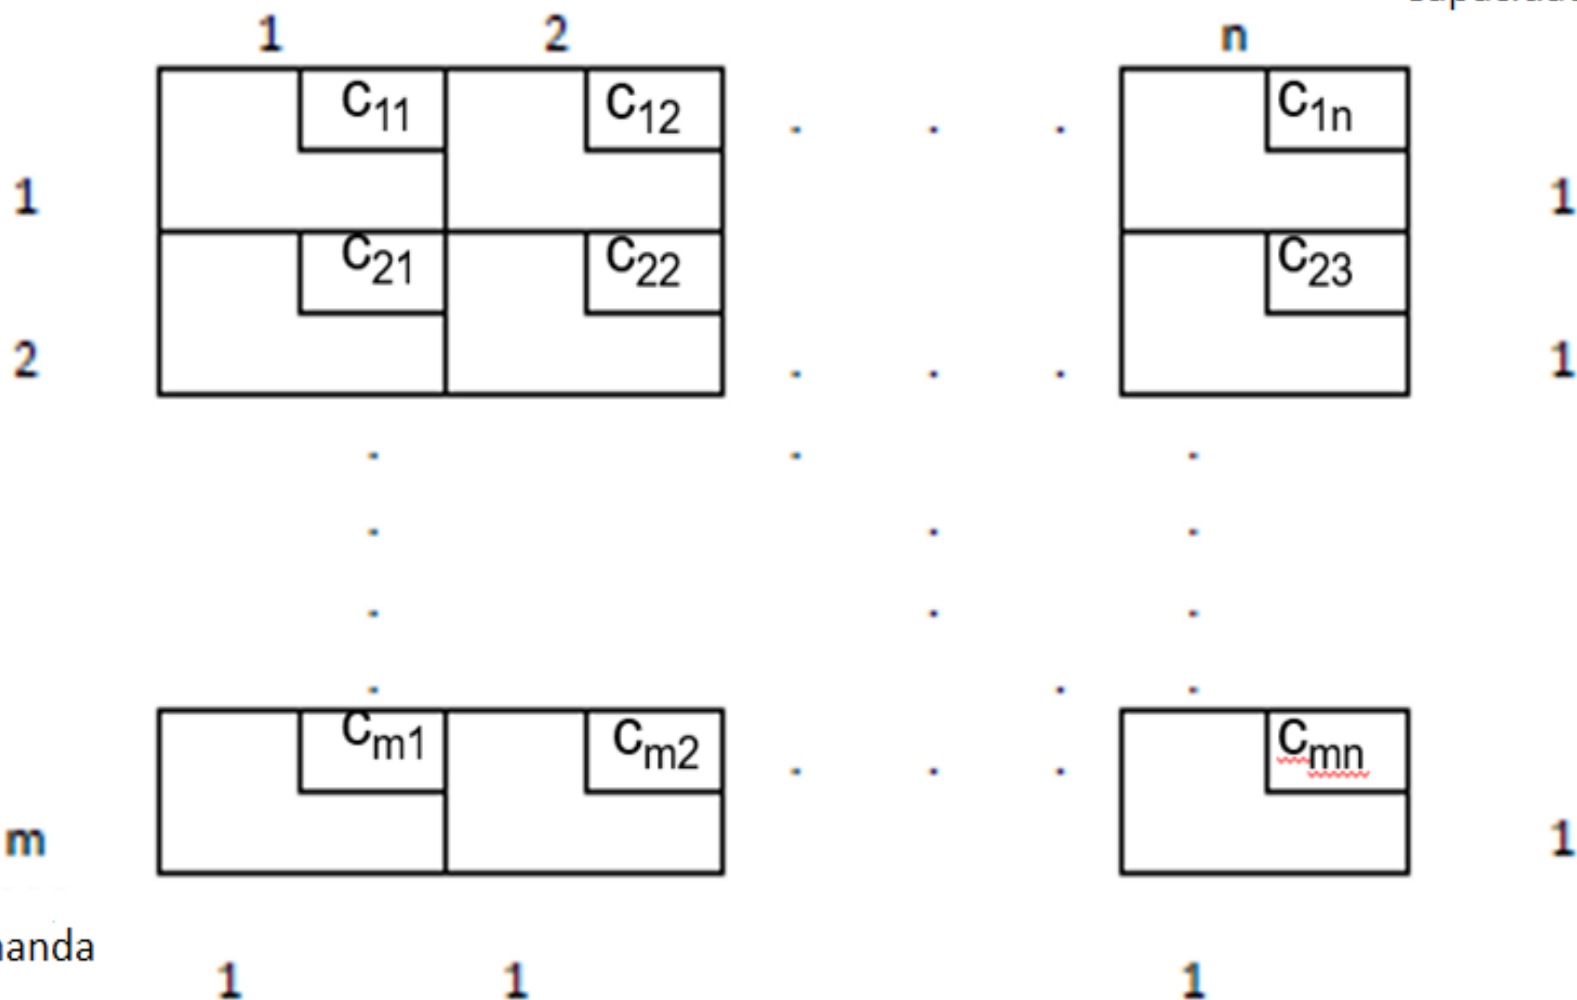 1 2 n
C11 C12 . . . C1n
1 1
C21 C22 C23
2 . . . 1
Cm1 Cm2 . . . Cmn
m 1
1 1 1